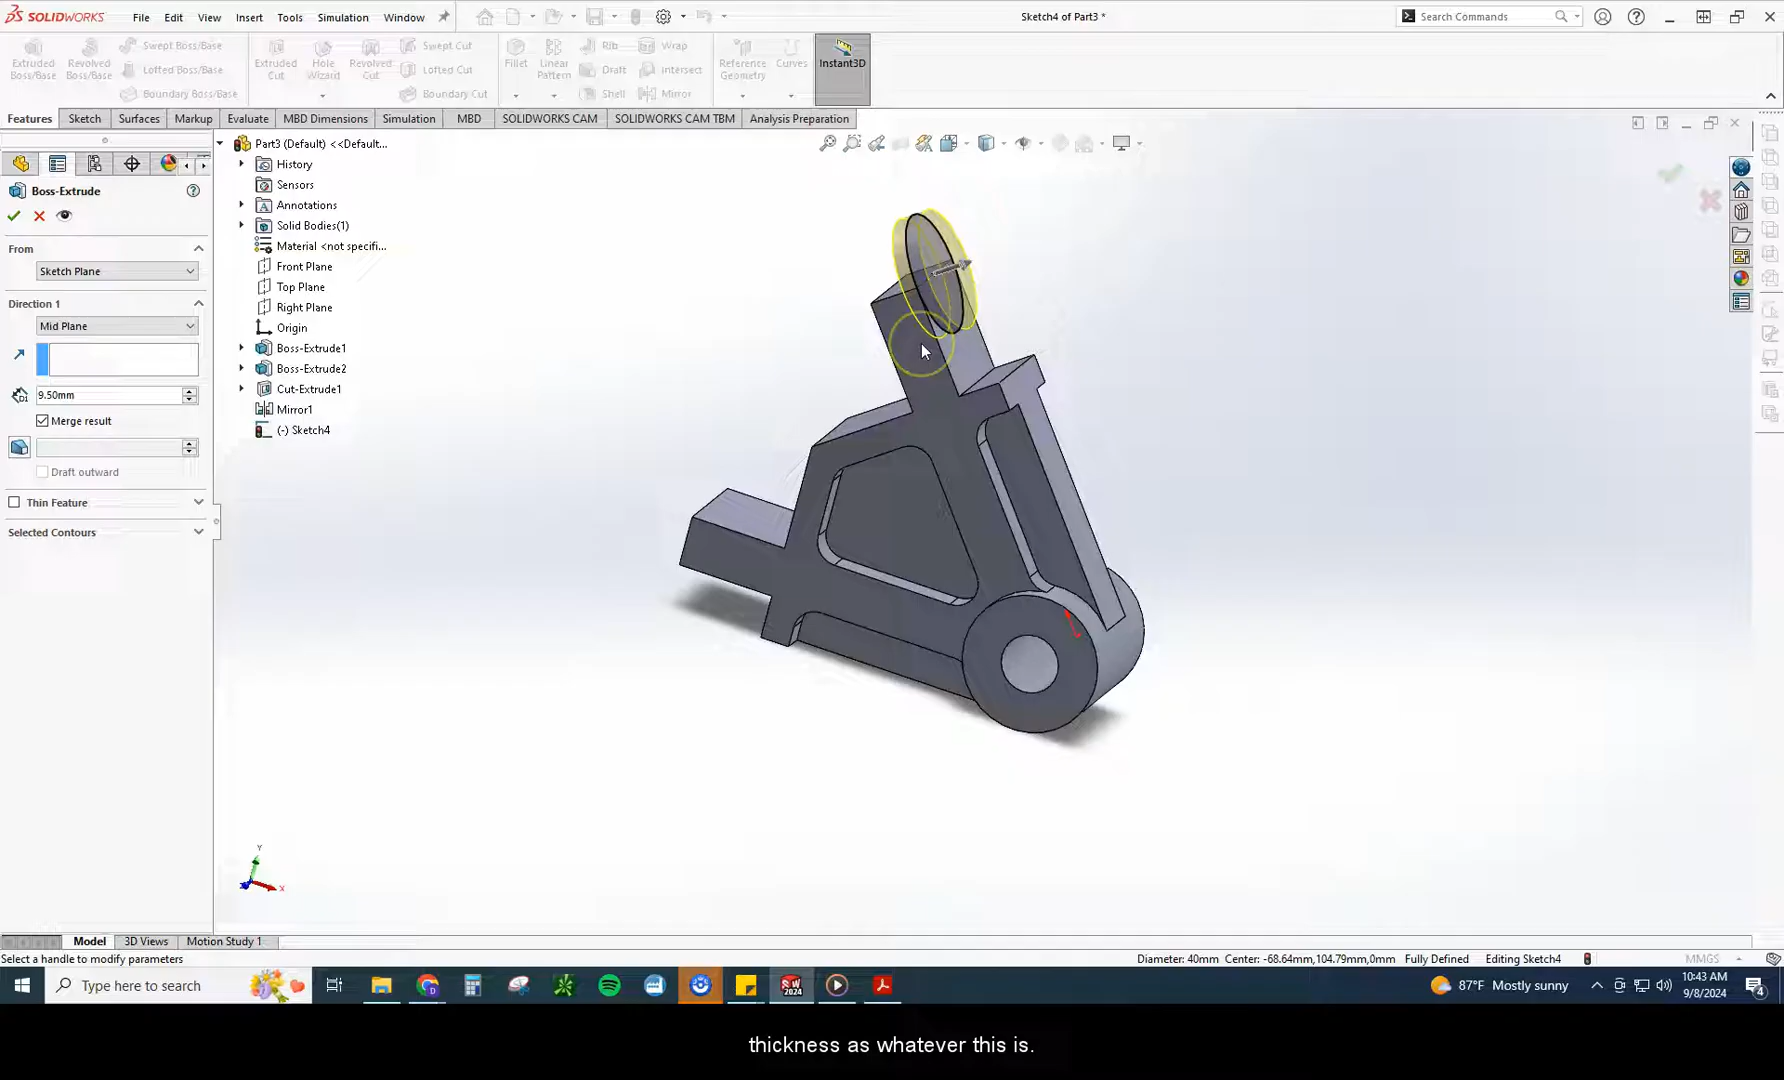 SOLIDWORKS
File
Edit
View
Insert
Tools
Simulation
Window
Sketch4 of Part3 *
Search Commands
Extruded Boss/Base
Revolved Boss/Base
Swept Boss/Base
Lofted Boss/Base
Boundary Boss/Base
Extruded Cut
Hole Wizard
Revolved Cut
Swept Cut
Lofted Cut
Boundary Cut
Fillet
Linear Pattern
Rib
Draft
Shell
Wrap
Intersect
Mirror
Reference Geometry
Curves
Instant3D
Features
Sketch
Surfaces
Markup
Evaluate
MBD Dimensions
Simulation
MBD
SOLIDWORKS CAM
SOLIDWORKS CAM TBM
Analysis Preparation
Boss-Extrude
From
Sketch Plane
Direction 1
Mid Plane
9.50mm
Merge result
Draft outward
Thin Feature
Selected Contours
Part3 (Default) <<Default...
History
Sensors
Annotations
Solid Bodies(1)
Material <not specifi...
Front Plane
Top Plane
Right Plane
Origin
Boss-Extrude1
Boss-Extrude2
Cut-Extrude1
Mirror1
(-) Sketch4
Y
X
Model
3D Views
Motion Study 1
Select a handle to modify parameters
Diameter: 40mm Center: -68.64mm,104.79mm,0mm
Fully Defined
Editing Sketch4
MMGS
Type here to search
SW 2024
87°F Mostly sunny
10:43 AM
9/8/2024
4
thickness as whatever this is.